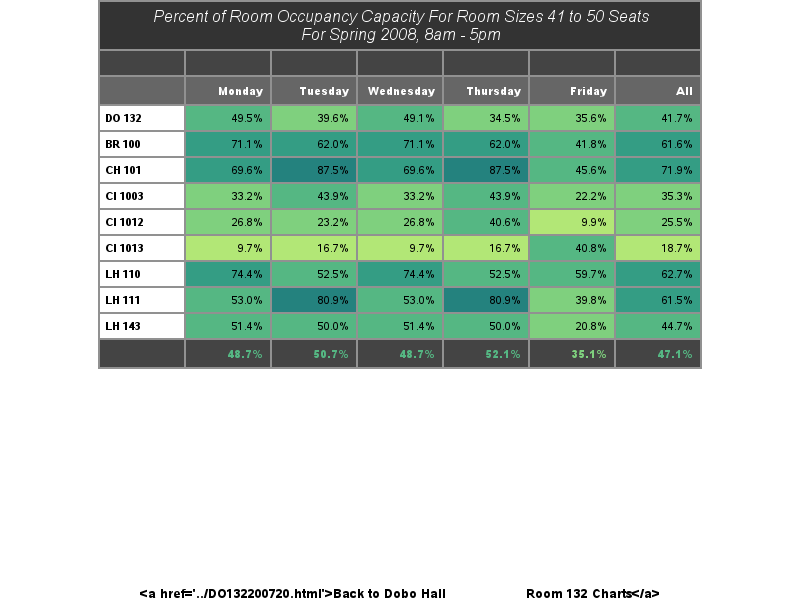 Percent of Room Occupancy Capacity For Room Sizes 41 to 50 Seats
For Spring 2008, 8am - 5pm
Monday Tuesday Wednesday Thursday Friday All
DO 132 49.5% 39.6% 49.1% 34.5% 35.6% 41.7%
BR 100 71.1% 62.0% 71.1% 62.0% 41.8% 61.6%
CH 101 69.6% 87.5% 69.6% 87.5% 45.6% 71.9%
CI 1003 33.2% 43.9% 33.2% 43.9% 22.2% 35.3%
CI 1012 26.8% 23.2% 26.8% 40.6% 9.9% 25.5%
CI 1013 9.7% 16.7% 9.7% 16.7% 40.8% 18.7%
LH 110 74.4% 52.5% 74.4% 52.5% 59.7% 62.7%
LH 111 53.0% 80.9% 53.0% 80.9% 39.8% 61.5%
LH 143 51.4% 50.0% 51.4% 50.0% 20.8% 44.7%
48.7% 50.7% 48.7% 52.1% 35.1% 47.1%
<a href='../DO132200720.html'>Back to Dobo Hall Room 132 Charts</a>